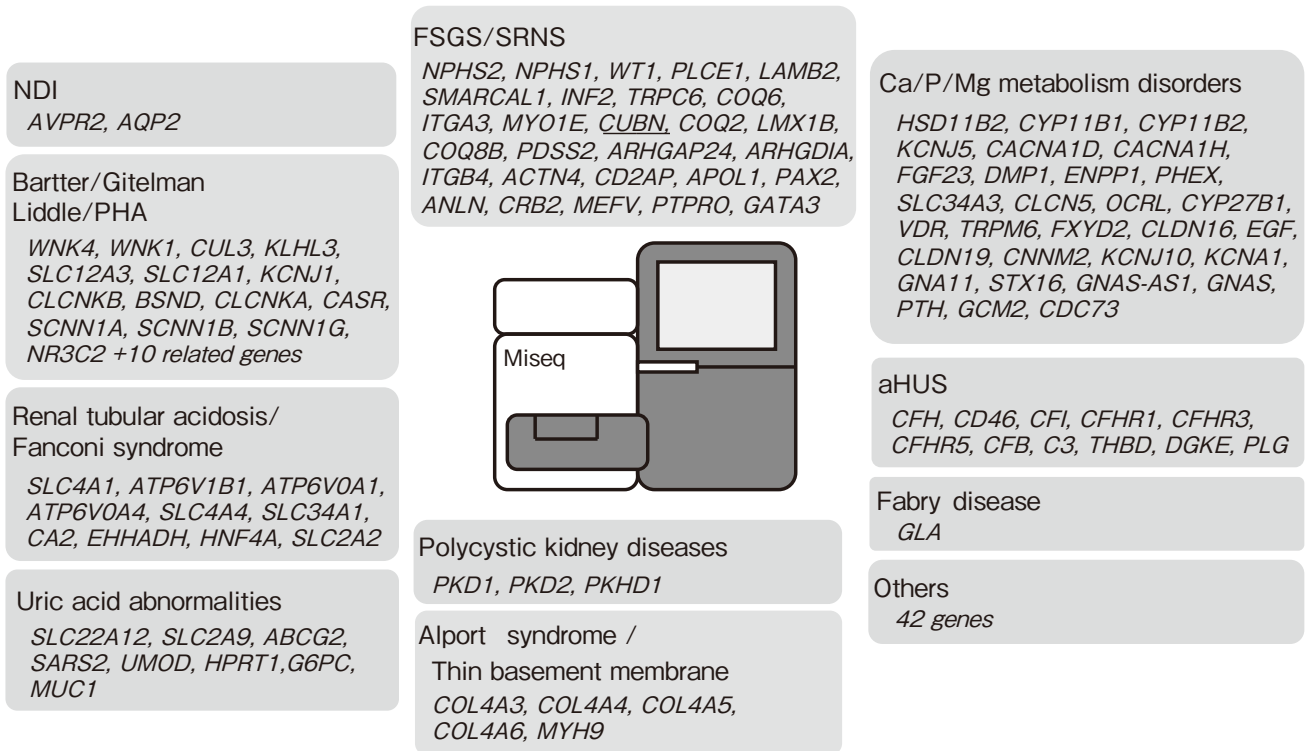 NDI
AVPR2, AQP2
Bartter/Gitelman
Liddle/PHA
WNK4, WNK1, CUL3, KLHL3,
SLC12A3, SLC12A1, KCNJ1,
CLCNKB, BSND, CLCNKA, CASR,
SCNN1A, SCNN1B, SCNN1G,
NR3C2 +10 related genes
Renal tubular acidosis/
Fanconi syndrome
SLC4A1, ATP6V1B1, ATP6V0A1,
ATP6V0A4, SLC4A4, SLC34A1,
CA2, EHHADH, HNF4A, SLC2A2
Uric acid abnormalities
SLC22A12, SLC2A9, ABCG2,
SARS2, UMOD, HPRT1,G6PC,
MUC1
FSGS/SRNS
NPHS2, NPHS1, WT1, PLCE1, LAMB2,
SMARCAL1, INF2, TRPC6, COQ6,
ITGA3, MYO1E, CUBN, COQ2, LMX1B,
COQ8B, PDSS2, ARHGAP24, ARHGDIA,
ITGB4, ACTN4, CD2AP, APOL1, PAX2,
ANLN, CRB2, MEFV, PTPRO, GATA3
Miseq
Polycystic kidney diseases
PKD1, PKD2, PKHD1
Alport syndrome /
Thin basement membrane
COL4A3, COL4A4, COL4A5,
COL4A6, MYH9
Ca/P/Mg metabolism disorders
HSD11B2, CYP11B1, CYP11B2,
KCNJ5, CACNA1D, CACNA1H,
FGF23, DMP1, ENPP1, PHEX,
SLC34A3, CLCN5, OCRL, CYP27B1,
VDR, TRPM6, FXYD2, CLDN16, EGF,
CLDN19, CNNM2, KCNJ10, KCNA1,
GNA11, STX16, GNAS-AS1, GNAS,
PTH, GCM2, CDC73
aHUS
CFH, CD46, CFI, CFHR1, CFHR3,
CFHR5, CFB, C3, THBD, DGKE, PLG
Fabry disease
GLA
Others
42 genes